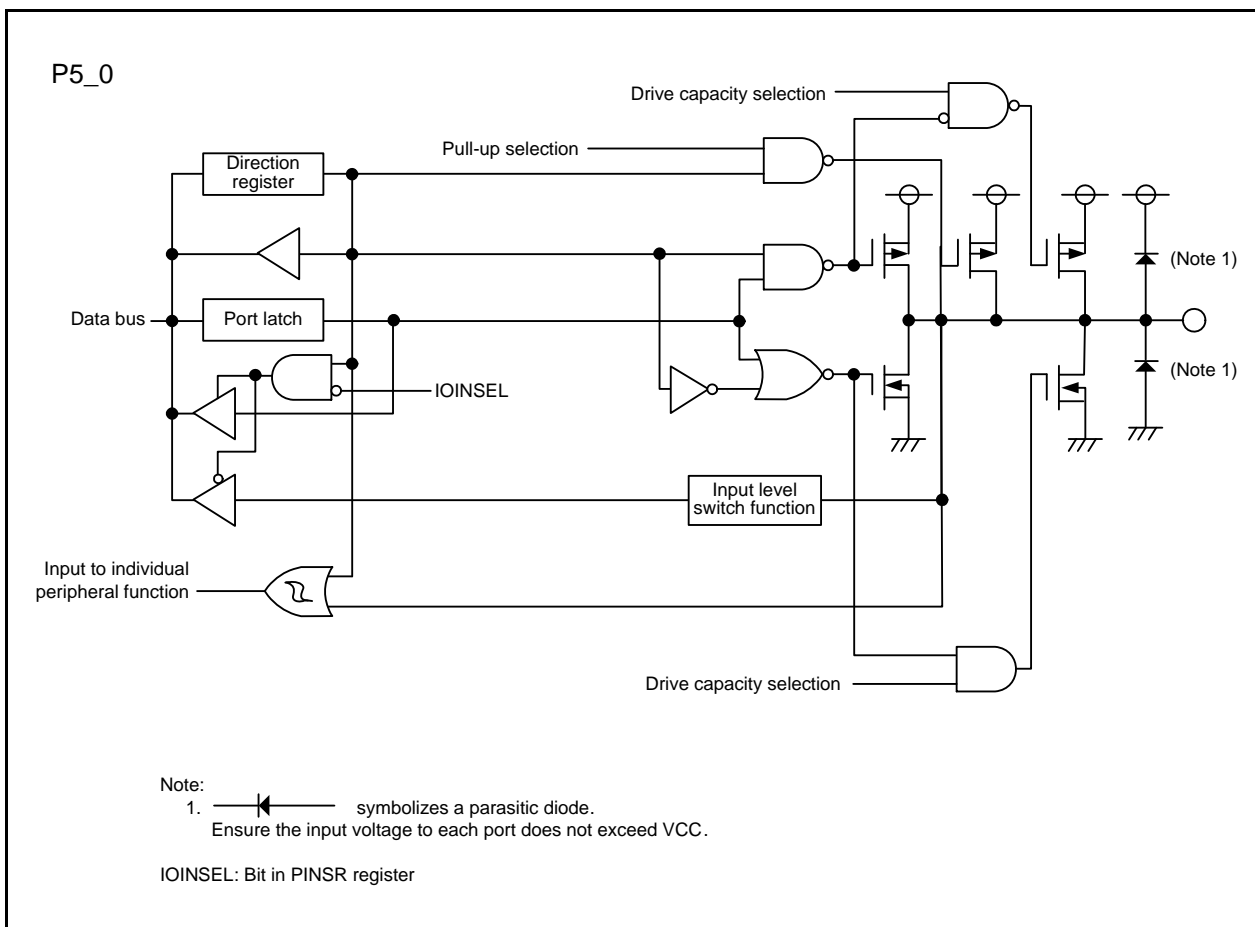 P5_0
Drive capacity selection
Pull-up selection
Direction
register
(Note 1)
Data bus
Port latch
IOINSEL
(Note 1)
Input level
switch function
Input to individual
peripheral function
Drive capacity selection
Note:
1. symbolizes a parasitic diode.
Ensure the input voltage to each port does not exceed VCC.
IOINSEL: Bit in PINSR register